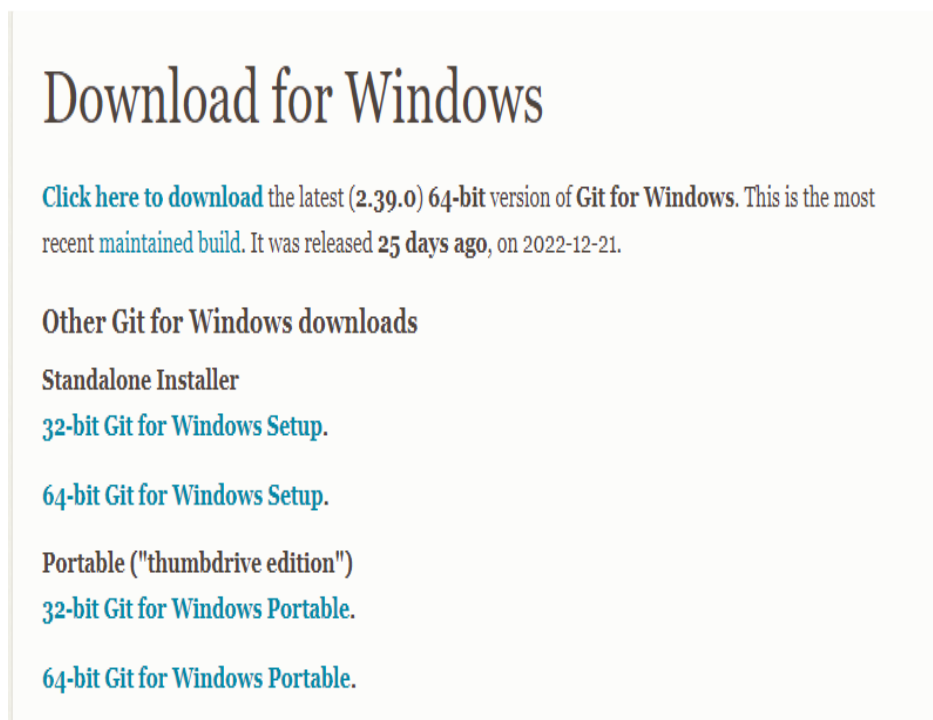 Download for Windows
Click here to download the latest (2.39.0) 64-bit version of Git for Windows. This is the most
recent maintained build. It was released 25 days ago, on 2022-12-21.
Other Git for Windows downloads
Standalone Installer
32-bit Git for Windows Setup.
64-bit Git for Windows Setup.
Portable ("thumbdrive edition")
32-bit Git for Windows Portable.
64-bit Git for Windows Portable.